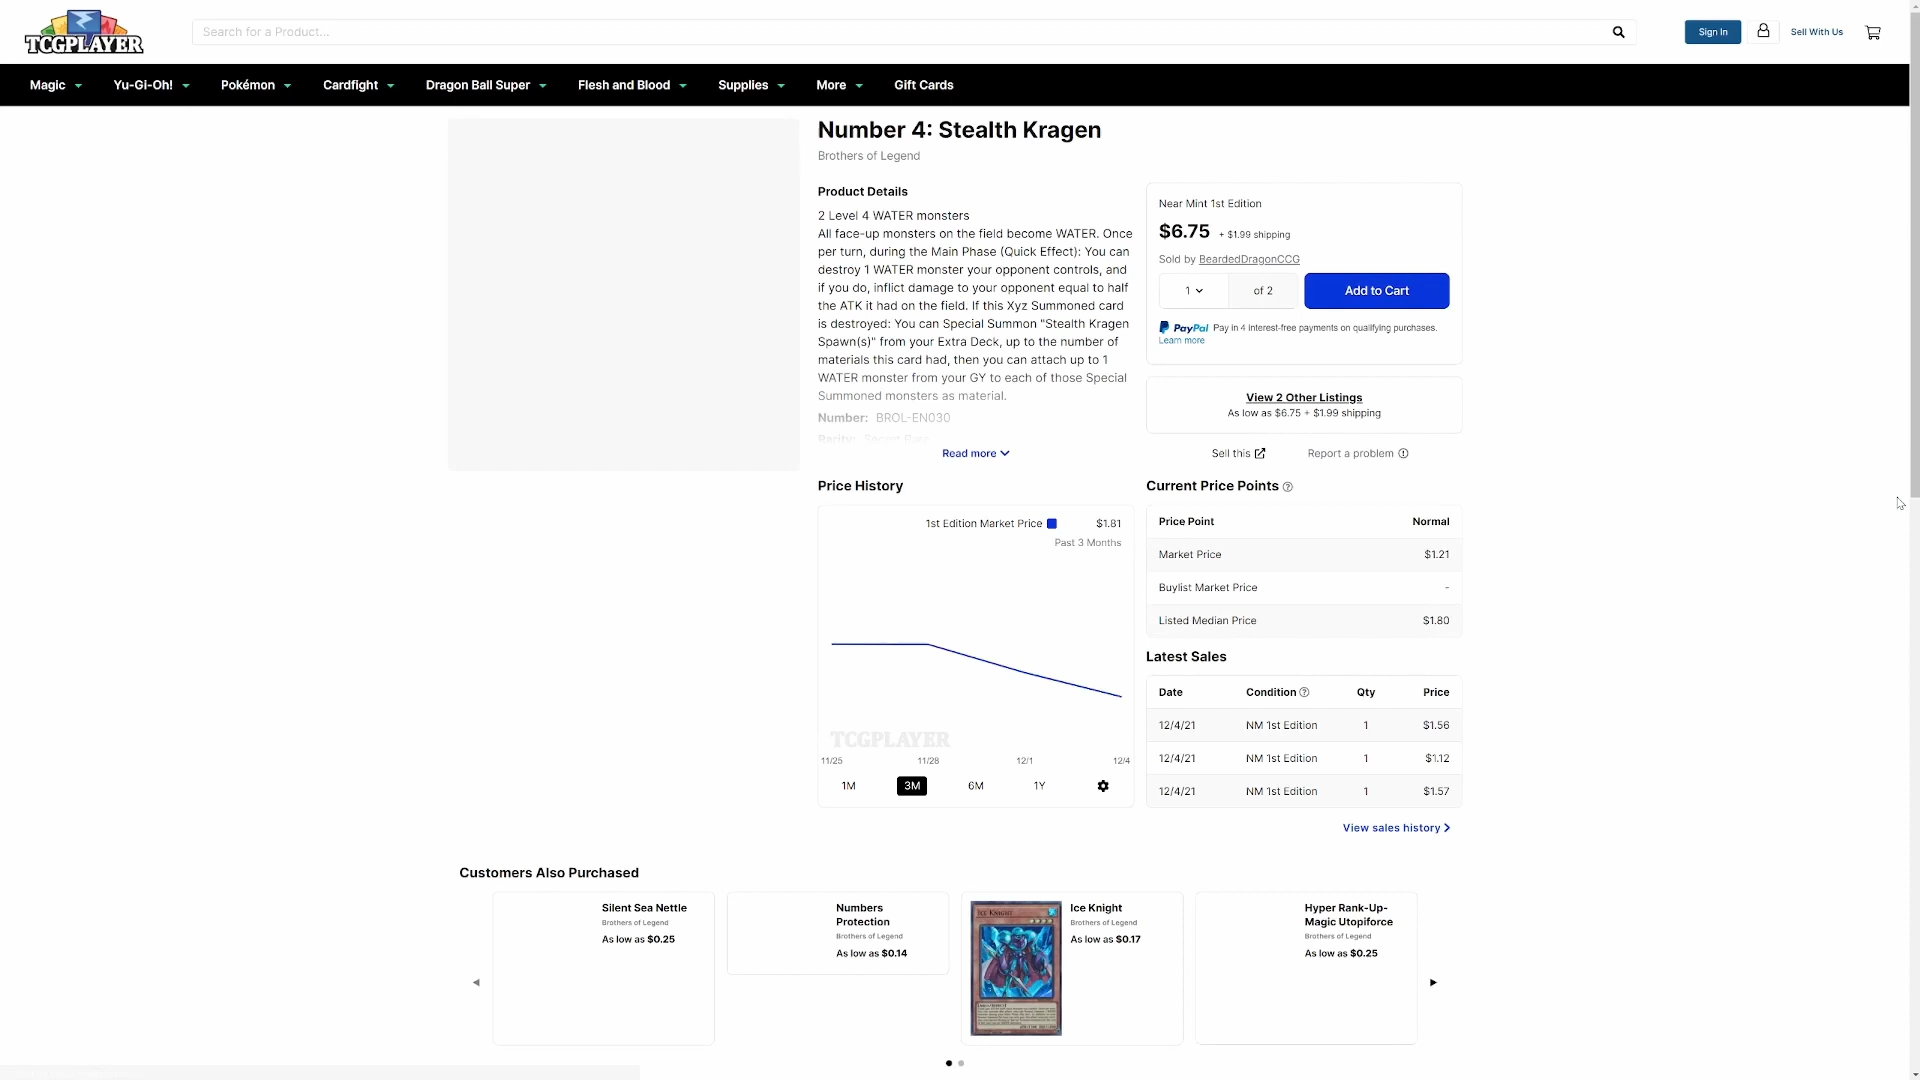 TCGPLAYER
Search for a Product...
Sign In
Sell With Us
Magic
Yu-Gi-Oh!
Pokémon
Cardfight
Dragon Ball Super
Flesh and Blood
Supplies
More
Gift Cards
Number 4: Stealth Kragen
Brothers of Legend
Product Details
2 Level 4 WATER monsters
All face-up monsters on the field become WATER. Once
per turn, during the Main Phase (Quick Effect): You can
destroy 1 WATER monster your opponent controls, and
if you do, inflict damage to your opponent equal to half
the ATK it had on the field. If this Xyz Summoned card
is destroyed: You can Special Summon "Stealth Kragen
Spawn(s)" from your Extra Deck, up to the number of
materials this card had, then you can attach up to 1
WATER monster from your GY to each of those Special
Summoned monsters as material.
Number: BROL-EN030
Rarity: Secret Rare
Read more
Near Mint 1st Edition
$6.75 + $1.99 shipping
Sold by BeardedDragonCCG
1 of 2
Add to Cart
PayPal Pay in 4 interest-free payments on qualifying purchases.
Learn more
View 2 Other Listings
As low as $6.75 + $1.99 shipping
Sell this
Report a problem
Price History
1st Edition Market Price $1.81
Past 3 Months
TCGPLAYER
11/25 11/28 12/1 12/4
1M 3M 6M 1Y
Current Price Points
Price Point Normal
Market Price $1.21
Buylist Market Price -
Listed Median Price $1.80
Latest Sales
Date Condition Qty Price
12/4/21 NM 1st Edition 1 $1.56
12/4/21 NM 1st Edition 1 $1.12
12/4/21 NM 1st Edition 1 $1.57
View sales history
Customers Also Purchased
Silent Sea Nettle
Brothers of Legend
As low as $0.25
Numbers
Protection
Brothers of Legend
As low as $0.14
ICE KNIGHT
Ice Knight
Brothers of Legend
As low as $0.17
Hyper Rank-Up-
Magic Utopiforce
Brothers of Legend
As low as $0.25